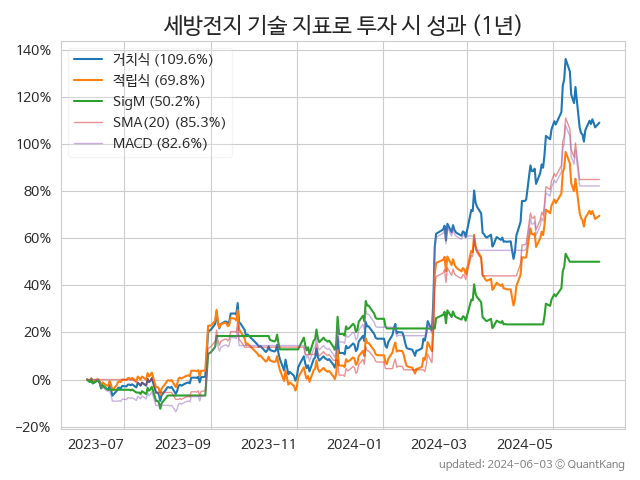 세방전지 기술 지표로 투자 시 성과 (1년)
140%
120%
100%
80%
60%
40%
20%
0%
−20%
거치식 (109.6%)
적립식 (69.8%)
SigM (50.2%)
SMA(20) (85.3%)
MACD (82.6%)
2023-07 2023-09 2023-11 2024-01 2024-03 2024-05
updated: 2024-06-03 ⓒ QuantKang